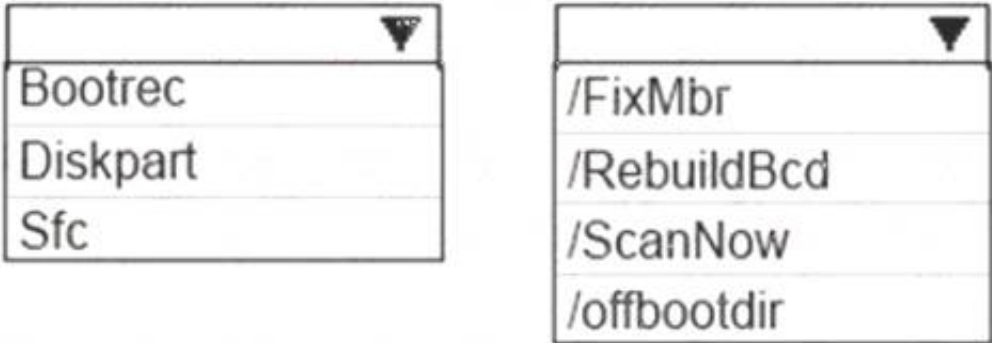 Bootrec
Diskpart
Sfc
/FixMbr
/RebuildBcd
/ScanNow
/offbootdir